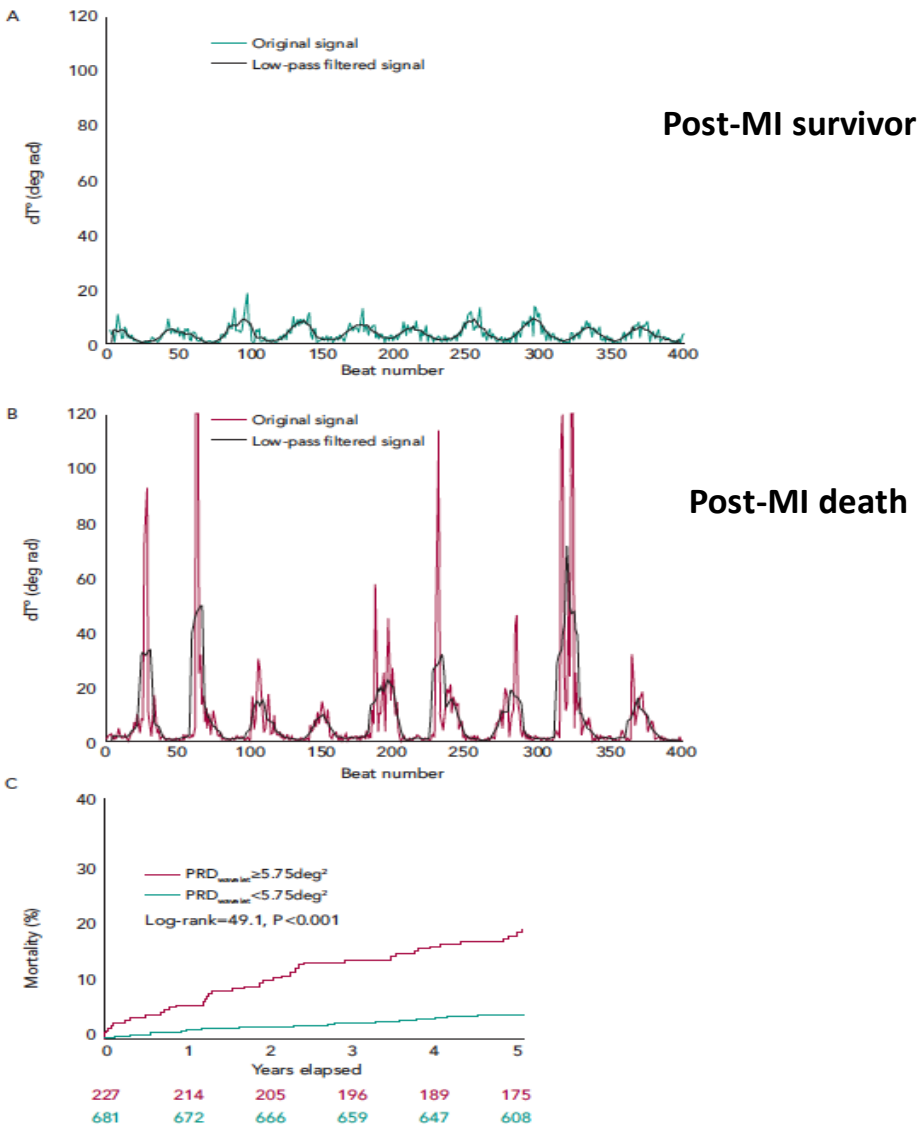 A
120
100
80
60
40
20
0
dT° (deg rad)
Original signal
Low-pass filtered signal
Post-MI survivor
0 50 100 150 200 250 300 350 400
Beat number
B
120
100
80
60
40
20
0
dT° (deg rad)
Original signal
Low-pass filtered signal
Post-MI death
0 50 100 150 200 250 300 350 400
Beat number
C
40
30
20
10
0
Mortality (%)
PRDwavelet≥5.75deg²
PRDwavelet<5.75deg²
Log-rank=49.1, P<0.001
0 1 2 3 4 5
Years elapsed
227 214 205 196 189 175
681 672 666 659 647 608